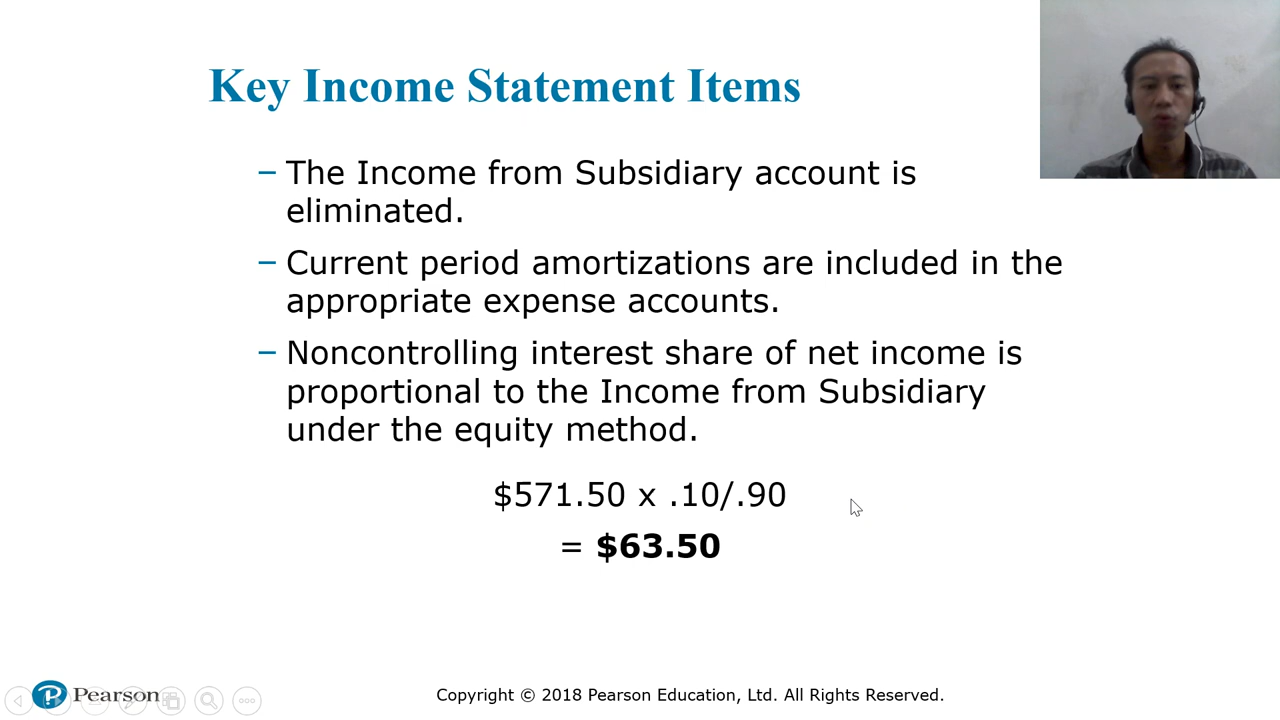 Key Income Statement Items
– The Income from Subsidiary account is
eliminated.
– Current period amortizations are included in the
appropriate expense accounts.
– Noncontrolling interest share of net income is
proportional to the Income from Subsidiary
under the equity method.
$571.50 x .10/.90
= $63.50
Pearson
Copyright © 2018 Pearson Education, Ltd. All Rights Reserved.